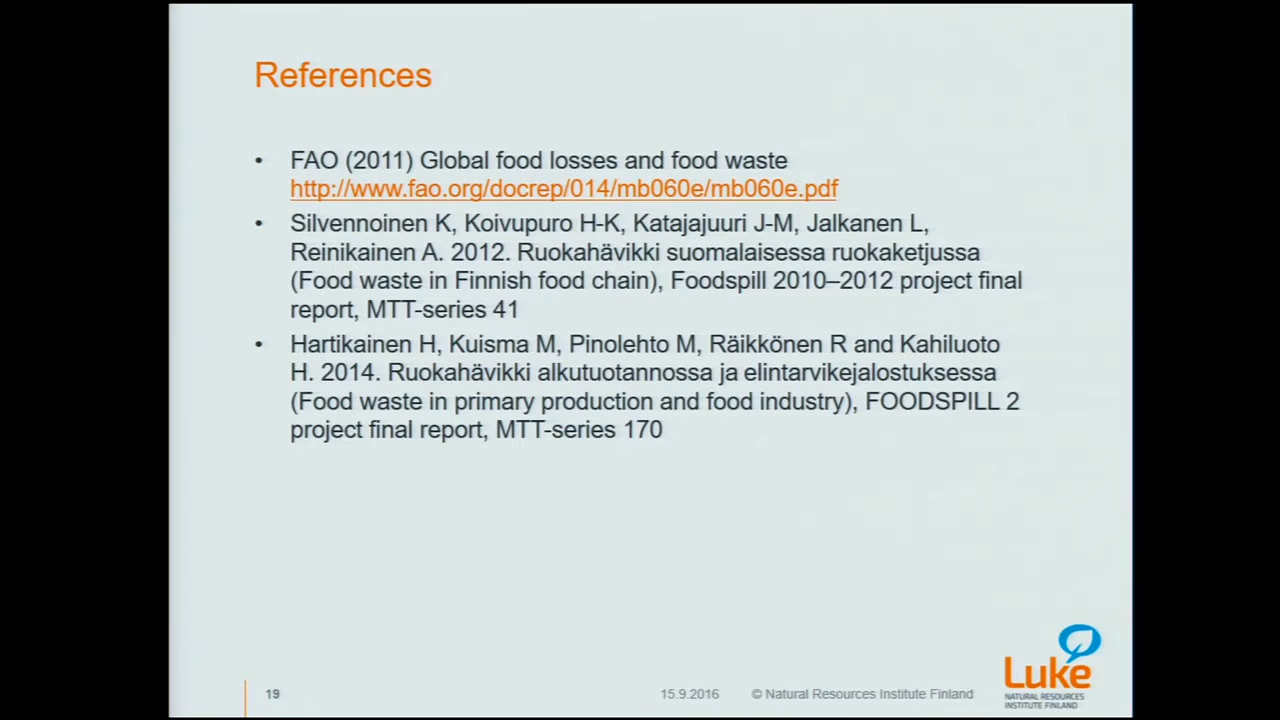 References
• FAO (2011) Global food losses and food waste
http://www.fao.org/docrep/014/mb060e/mb060e.pdf
• Silvennoinen K, Koivupuro H-K, Katajajuuri J-M, Jalkanen L,
Reinikainen A. 2012. Ruokahävikki suomalaisessa ruokaketjussa
(Food waste in Finnish food chain), Foodspill 2010–2012 project final
report, MTT-series 41
• Hartikainen H, Kuisma M, Pinolehto M, Räikkönen R and Kahiluoto
H. 2014. Ruokahävikki alkutuotannossa ja elintarvikejalostuksessa
(Food waste in primary production and food industry), FOODSPILL 2
project final report, MTT-series 170
19
15.9.2016
© Natural Resources Institute Finland
Luke
NATURAL RESOURCES
INSTITUTE FINLAND